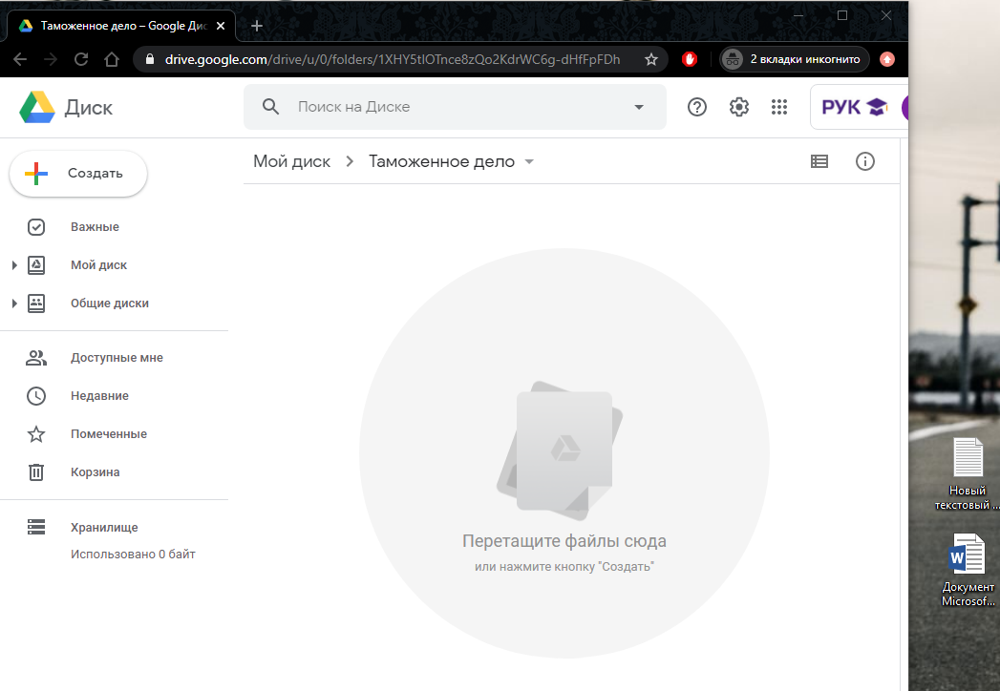 Таможенное дело – Google Дис
drive.google.com/drive/u/0/folders/1XHY5tIOTnce8zQo2KdrWC6g-dHfFpFDh
2 вкладки инкогнито
Диск
Поиск на Диске
РУК
Создать
Мой диск > Таможенное дело
Важные
Мой диск
Общие диски
Доступные мне
Недавние
Помеченные
Корзина
Хранилище
Использовано 0 байт
Перетащите файлы сюда
или нажмите кнопку "Создать"
Новый
текстовый ...
Документ
Microsof...